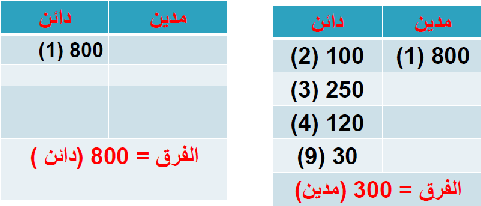 مدين دائن
800 (1) 100 (2)
250 (3)
120 (4)
30 (9)
الفرق = 300 (مدين)
مدين دائن
800 (1)
الفرق = 800 (دائن )